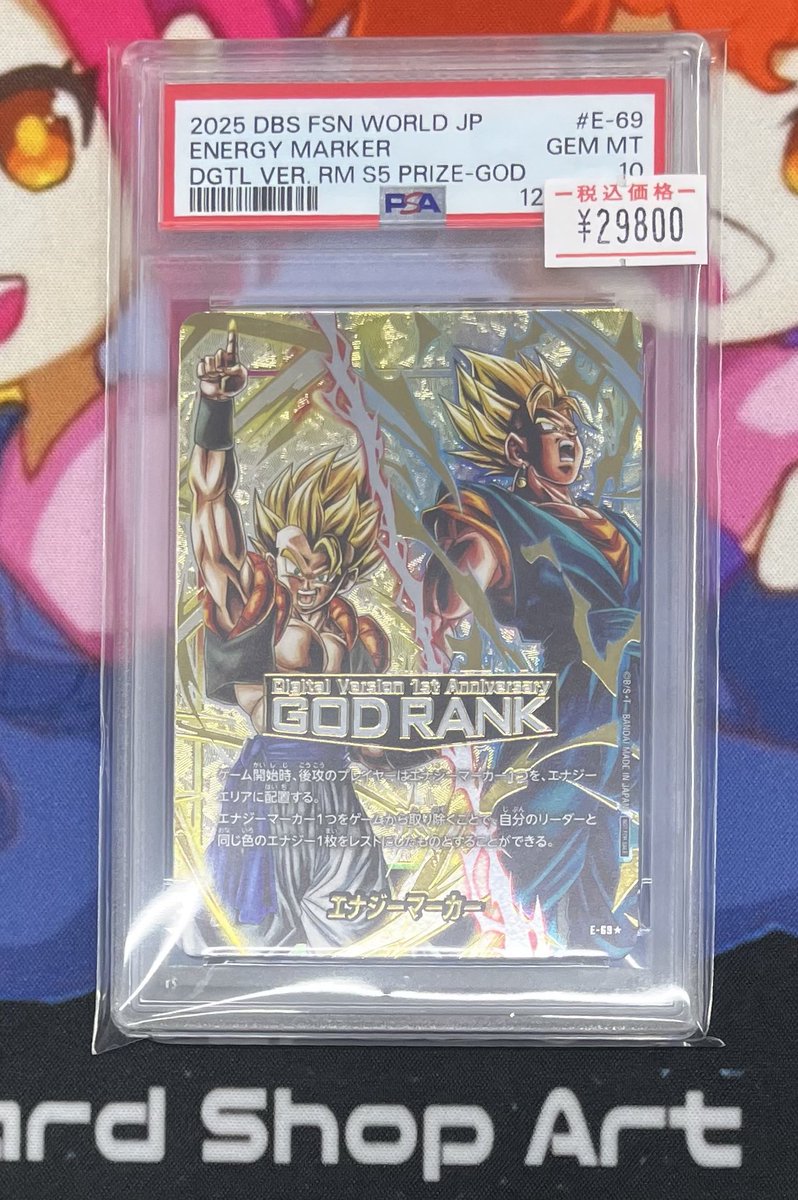 2025 DBS FSN WORLD JP #E-69
ENERGY MARKER GEM MT
DGTL VER. RM S5 PRIZE-GOD 10
PSA 12
税込価格
¥29800
Digital Version 1st Anniversary
GOD RANK
ゲーム開始時、後攻のプレイヤーはエナジーマーカー1つを、エナジー
エリアに配置する。
エナジーマーカー1つをゲームから取り除くことで、自分のリーダーと
同じ色のエナジー1枚をレストにしたものとすることができる。
エナジーマーカー
E-69★
©B/S・T BANDAI MADE IN JAPAN
NOT FOR SALE
ard Shop Art